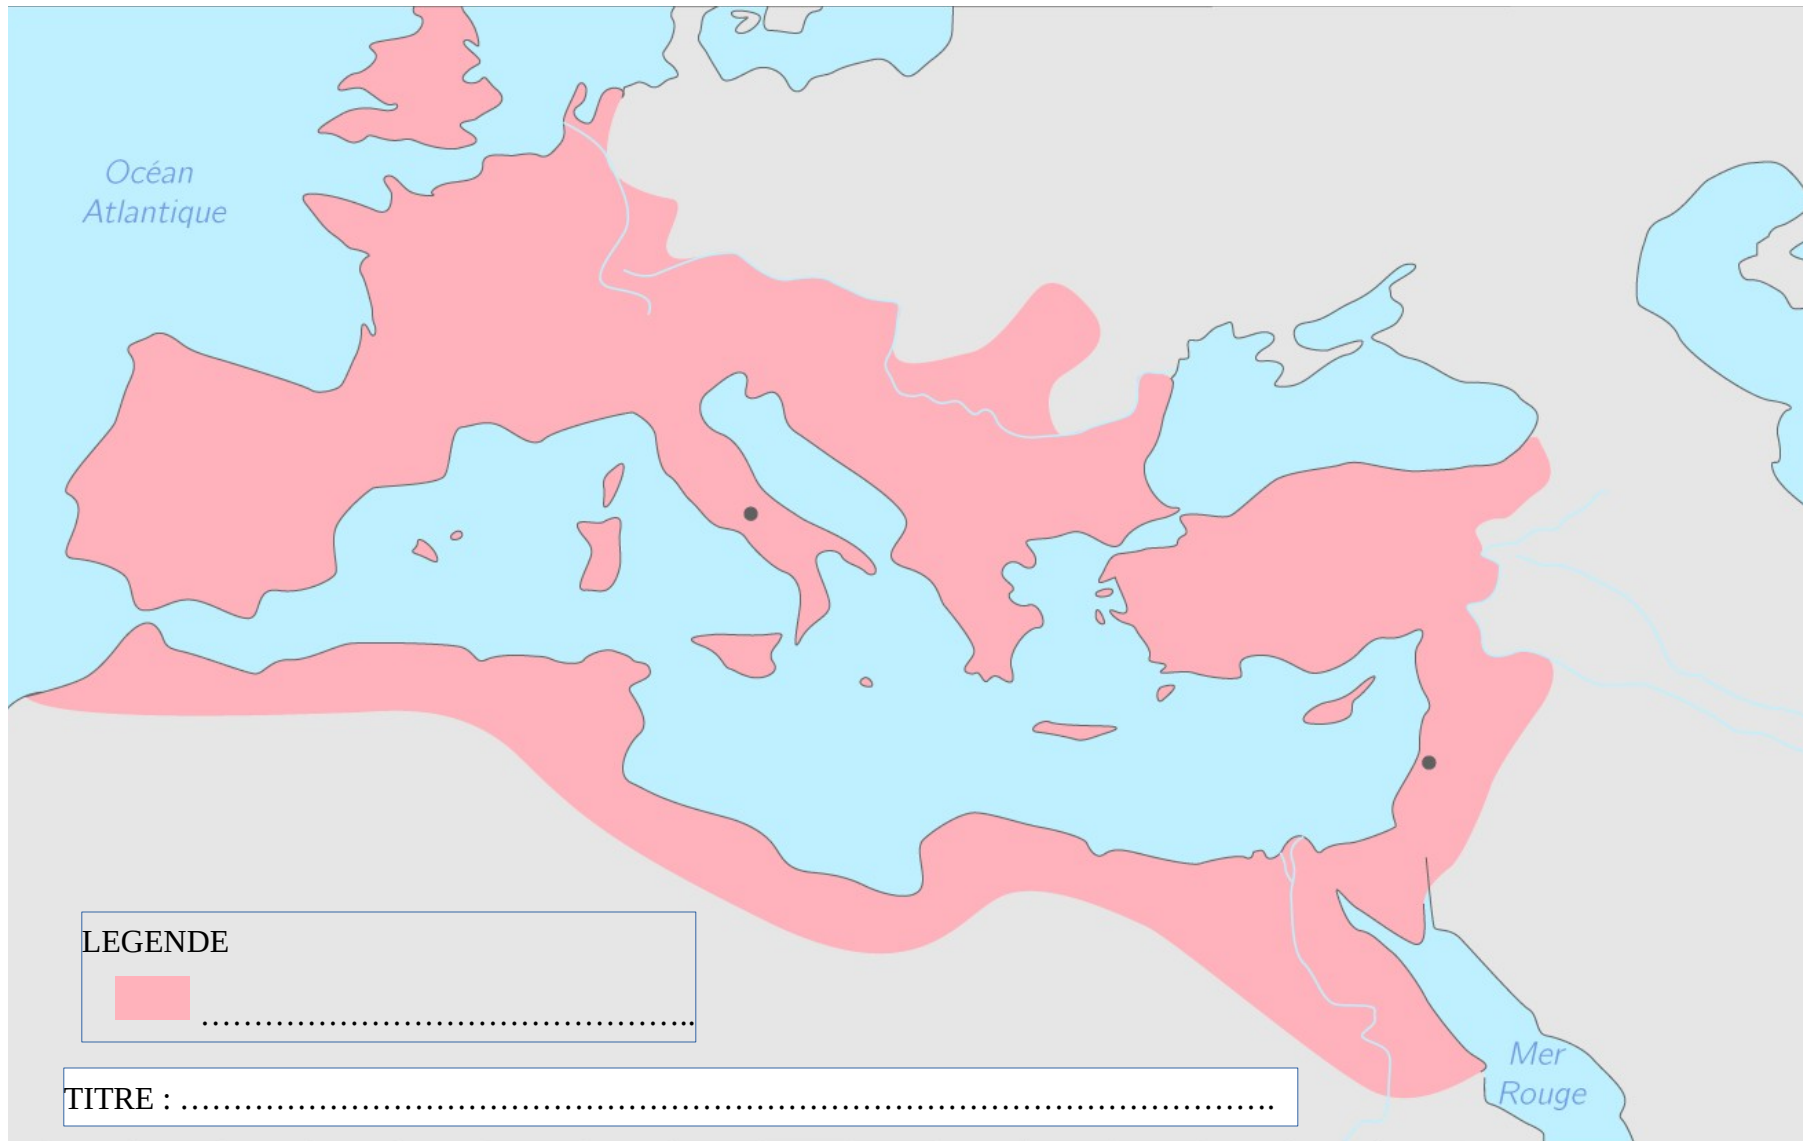 Océan
Atlantique
LEGENDE
…………………………………………..
TITRE : …………………………………………………………………………………………
Mer
Rouge